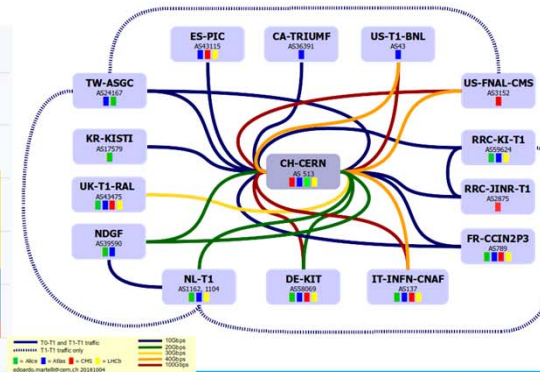 ES-PIC
AS43115
CA-TRIUMF
AS36391
US-T1-BNL
AS43
TW-ASGC
AS24167
US-FNAL-CMS
AS3152
KR-KISTI
AS17579
RRC-KI-T1
AS59624
CH-CERN
AS 513
UK-T1-RAL
AS43475
RRC-JINR-T1
AS2875
NDGF
AS39590
FR-CCIN2P3
AS789
NL-T1
AS1162, 1104
DE-KIT
AS58069
IT-INFN-CNAF
AS137
T0-T1 and T1-T1 traffic
T1-T1 traffic only
= Alice = Atlas = CMS = LHCb
edoardo.martelli@cern.ch 20181004
10Gbps
20Gbps
30Gbps
40Gbps
100Gbps